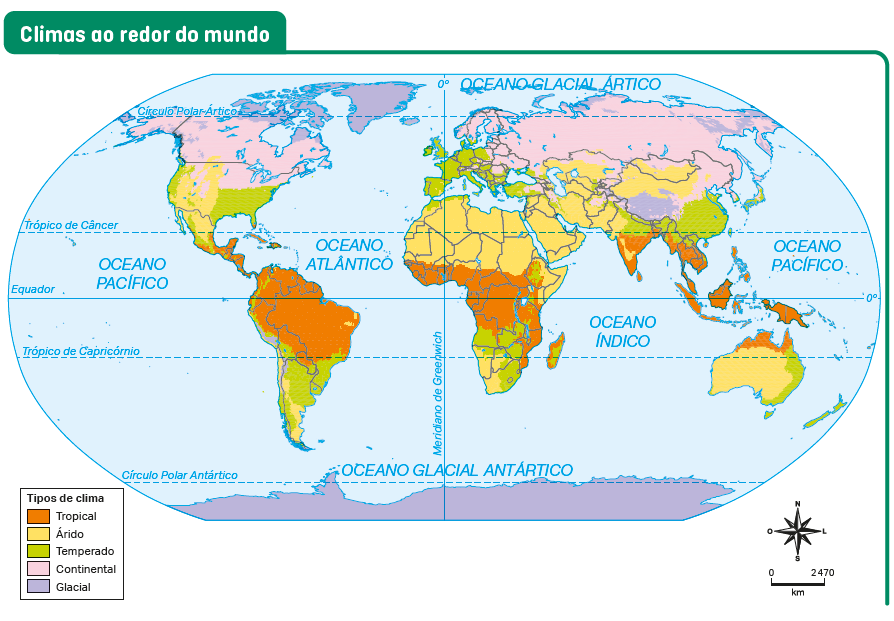 Climas ao redor do mundo
0°
OCEANO GLACIAL ÁRTICO
Círculo Polar Ártico
Trópico de Câncer
OCEANO
PACÍFICO
OCEANO
ATLÂNTICO
OCEANO
PACÍFICO
Equador
0°
OCEANO
ÍNDICO
Trópico de Capricórnio
Meridiano de Greenwich
OCEANO GLACIAL ANTÁRTICO
Círculo Polar Antártico
Tipos de clima
Tropical
Árido
Temperado
Continental
Glacial
N
O
L
S
0
2 470
km